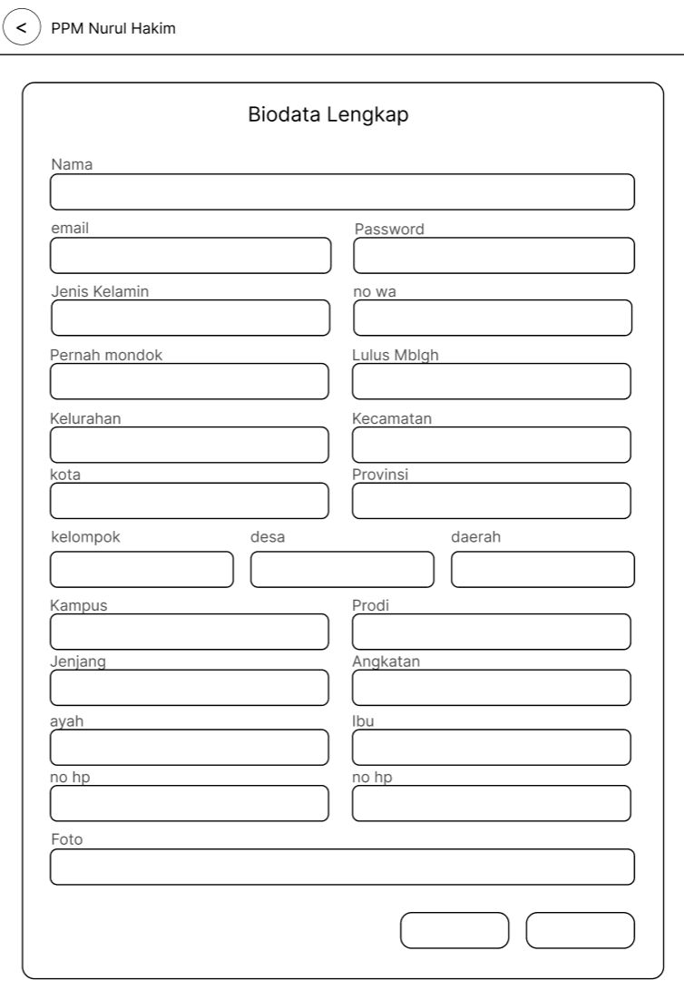 < PPM Nurul Hakim
Biodata Lengkap
Nama
email Password
Jenis Kelamin no wa
Pernah mondok Lulus Mblgh
Kelurahan Kecamatan
kota Provinsi
kelompok desa daerah
Kampus Prodi
Jenjang Angkatan
ayah Ibu
no hp no hp
Foto